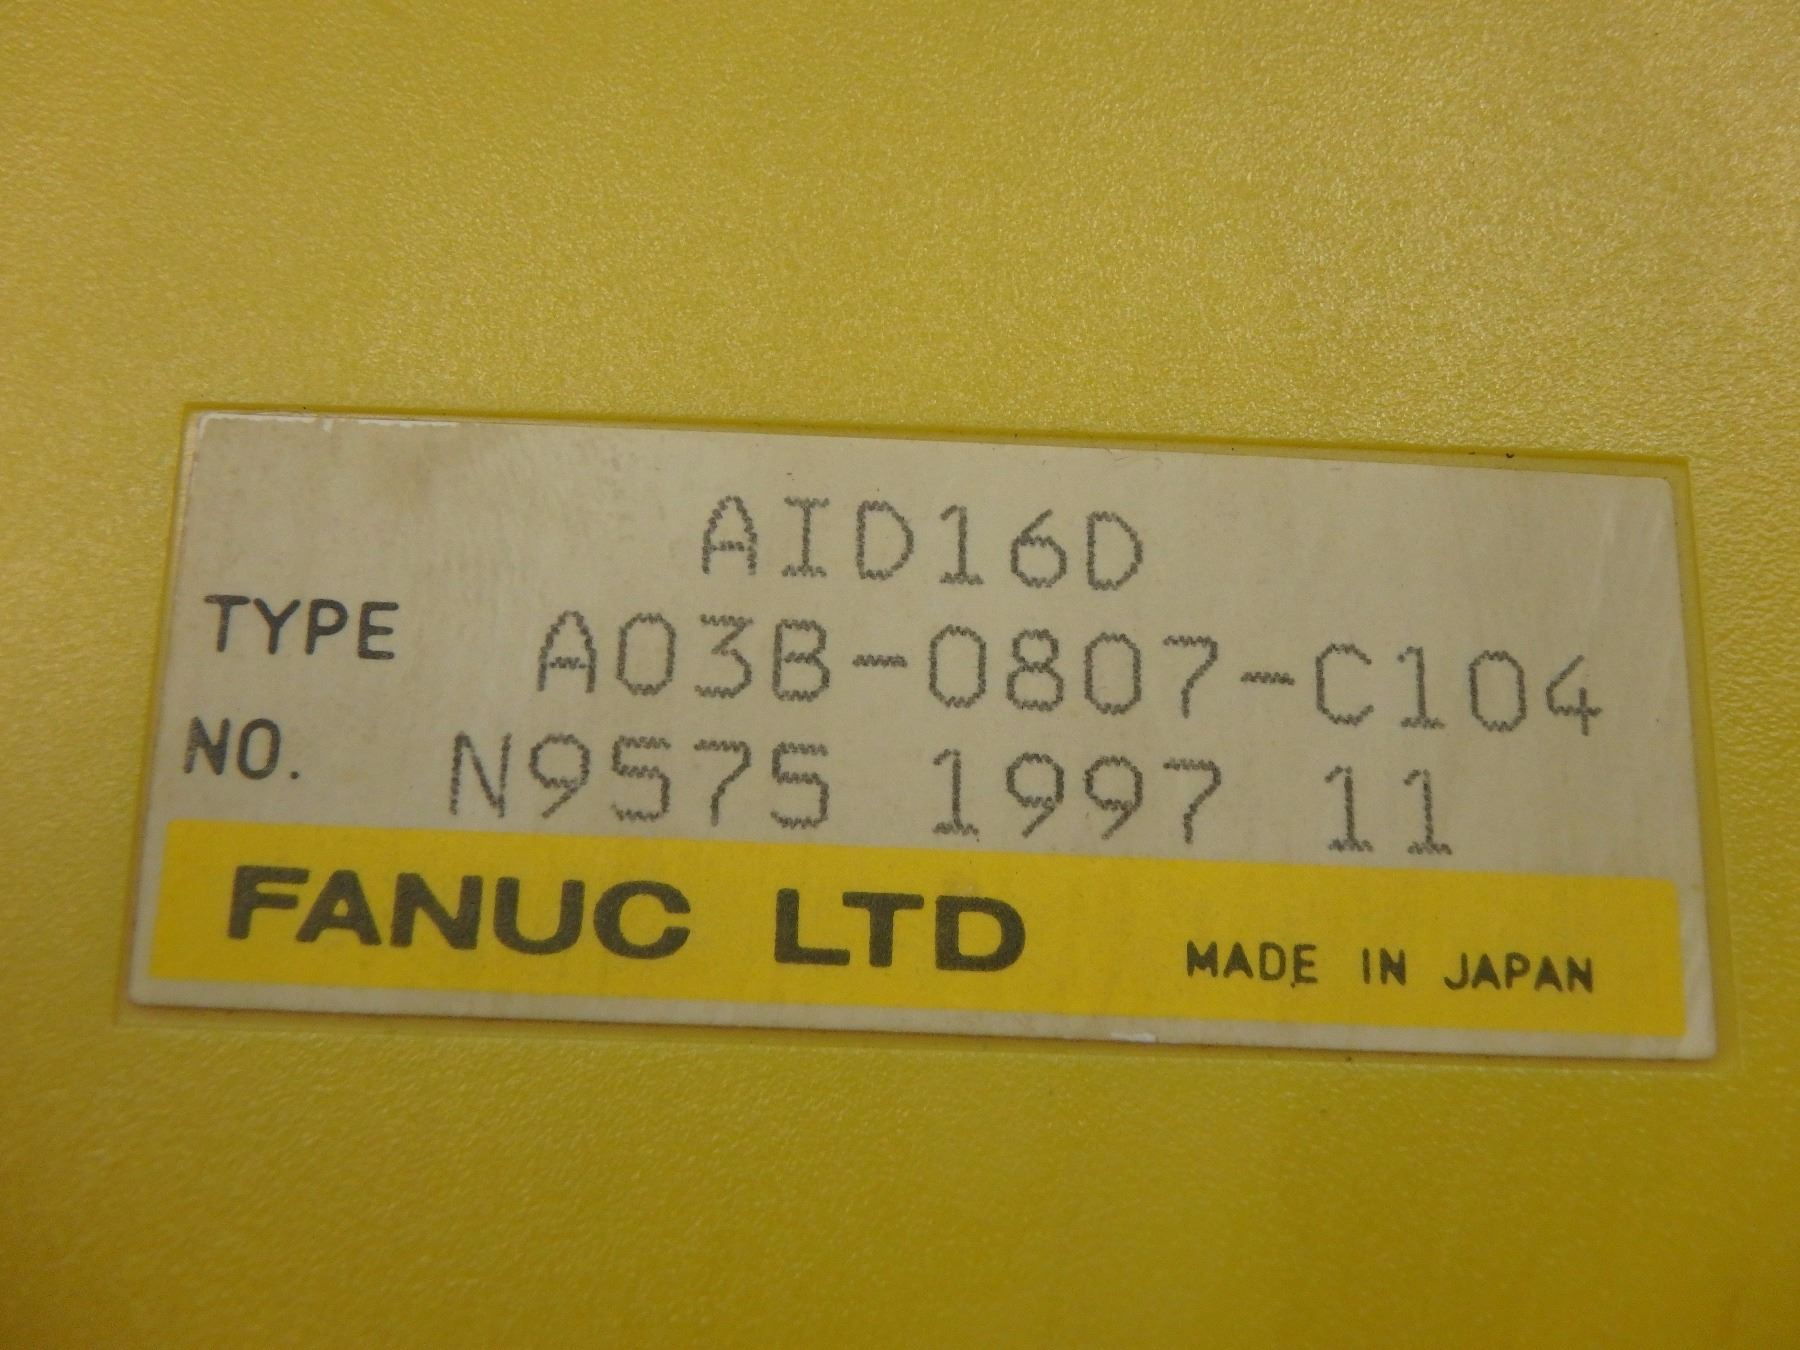 AID16D
TYPE A03B-0807-C104
NO. N9575 1997 11
FANUC LTD MADE IN JAPAN